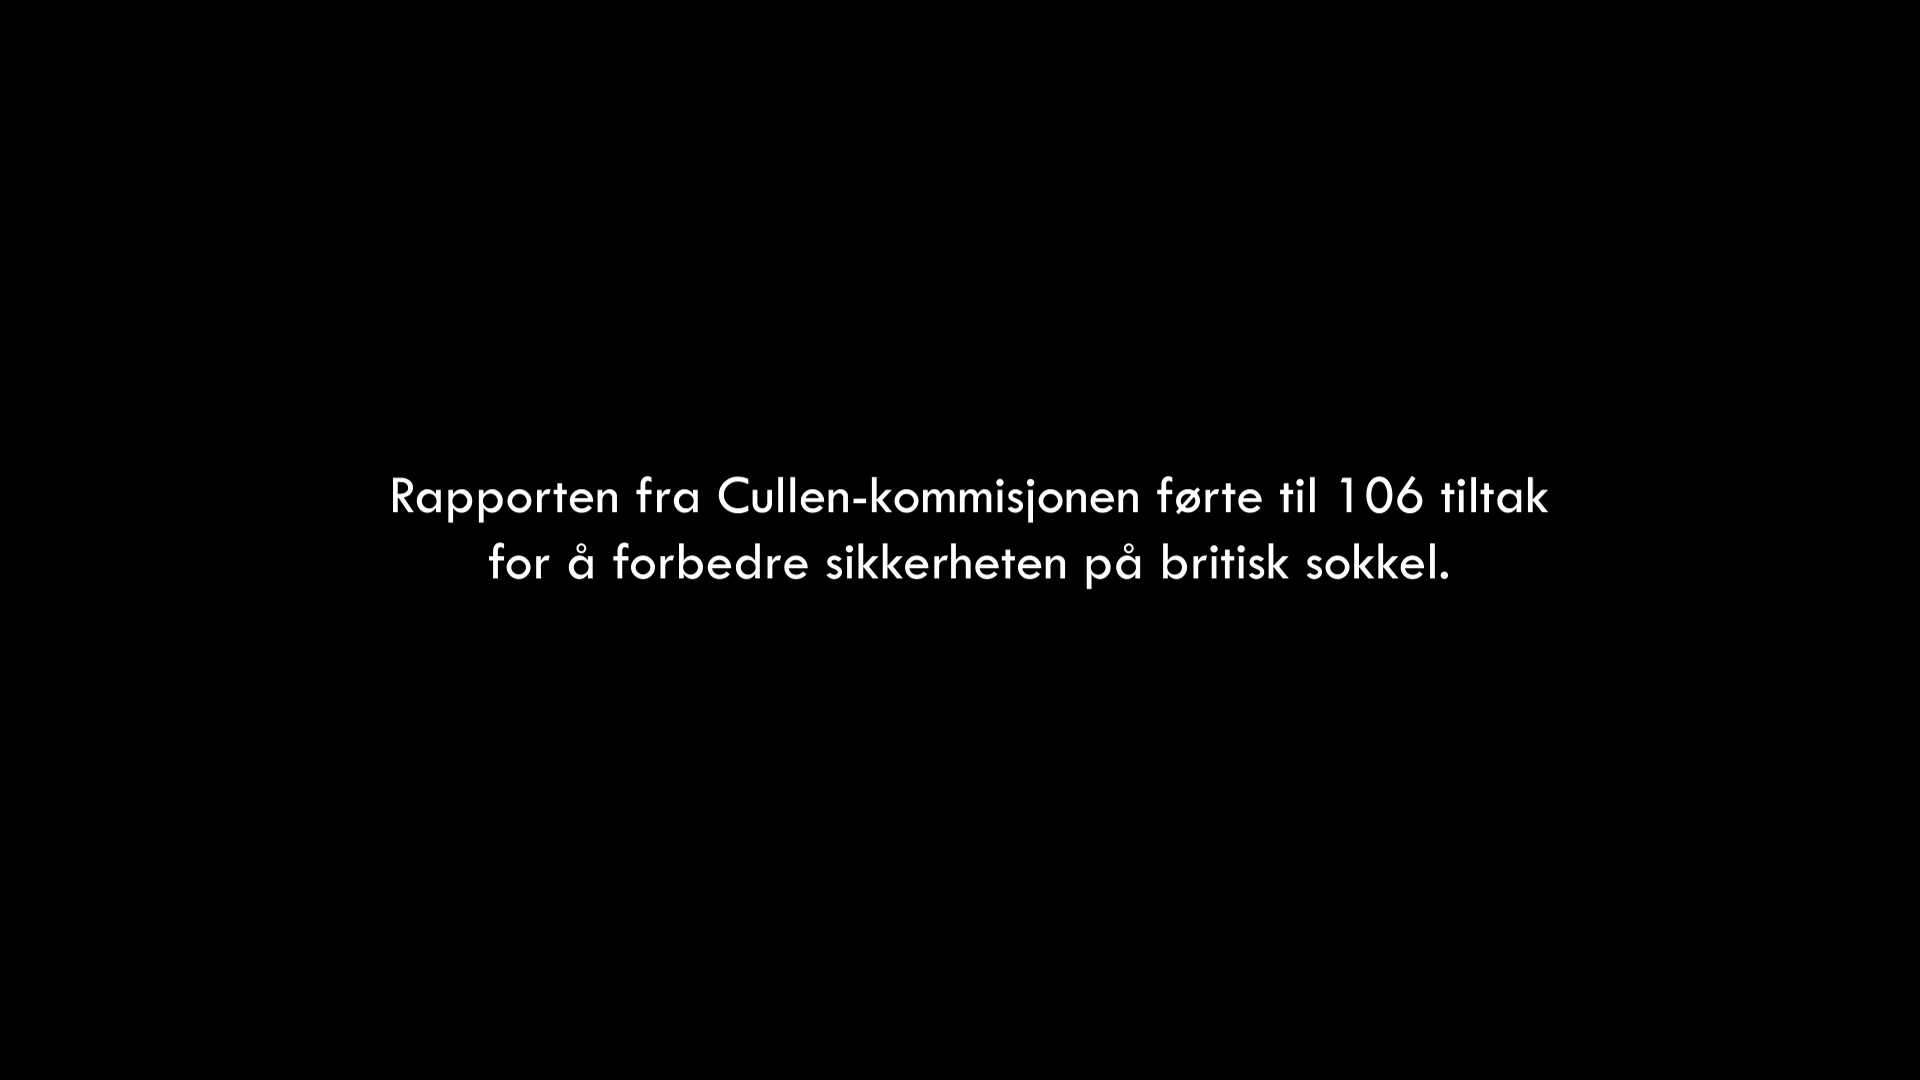 Rapporten fra Cullen-kommisjonen førte til 106 tiltak
for å forbedre sikkerheten på britisk sokkel.